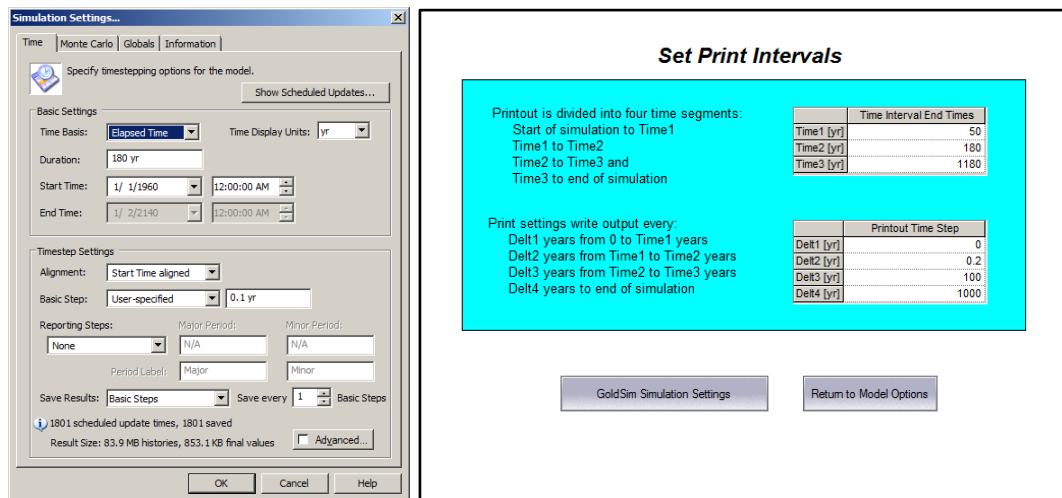 Simulation Settings...
Time
Monte Carlo
Globals
Information
Specify timestepping options for the model.
Show Scheduled Updates...
Basic Settings
Time Basis:
Elapsed Time
Time Display Units:
yr
Duration:
180 yr
Start Time:
1/ 1/1960
12:00:00 AM
End Time:
1/ 2/2140
12:00:00 AM
Timestep Settings
Alignment:
Start Time aligned
Basic Step:
User-specified
0.1 yr
Reporting Steps:
Major Period:
Minor Period:
None
N/A
N/A
Period Label:
Major
Minor
Save Results:
Basic Steps
Save every
1
Basic Steps
1801 scheduled update times, 1801 saved
Result Size: 83.9 MB histories, 853.1 KB final values
Advanced...
OK
Cancel
Help
Set Print Intervals
Printout is divided into four time segments:
Start of simulation to Time1
Time1 to Time2
Time2 to Time3 and
Time3 to end of simulation
Time Interval End Times
Time1 [yr] 50
Time2 [yr] 180
Time3 [yr] 1180
Print settings write output every:
Delt1 years from 0 to Time1 years
Delt2 years from Time1 to Time2 years
Delt3 years from Time2 to Time3 years
Delt4 years to end of simulation
Printout Time Step
Delt1 [yr] 0
Delt2 [yr] 0.2
Delt3 [yr] 100
Delt4 [yr] 1000
GoldSim Simulation Settings
Return to Model Options